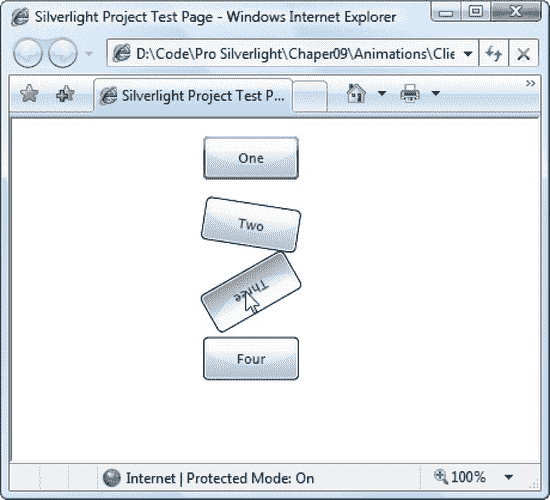 Silverlight Project Test Page - Windows Internet Explorer
D:\Code\Pro Silverlight\Chaper09\Animations\Clie
Silverlight Project Test P...
One
Two
Three
Four
Internet | Protected Mode: On
100%